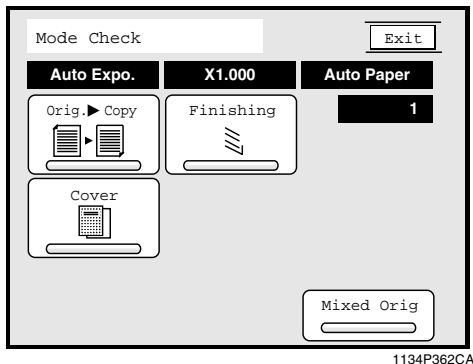 Mode Check
Exit
Auto Expo. X1.000 Auto Paper
1
Orig.▶Copy Finishing
Cover
Mixed Orig
1134P362CA